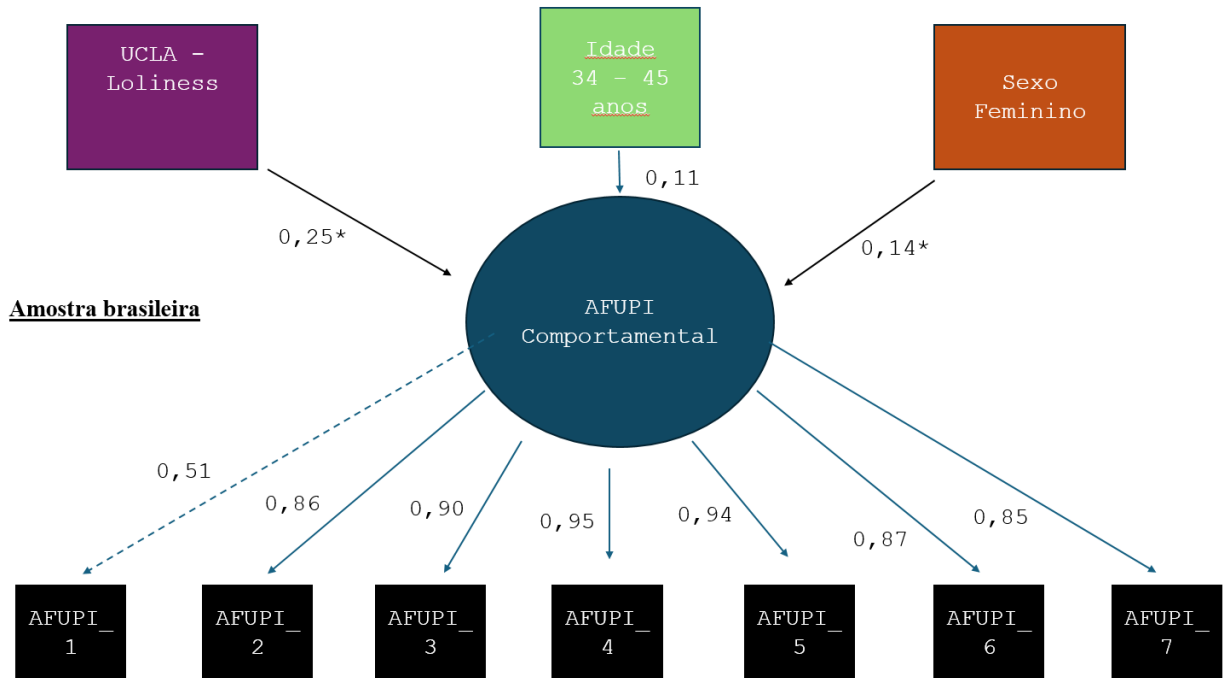 UCLA -
Loliness
Idade
34 – 45
anos
Sexo
Feminino
0,11
0,25*
0,14*
Amostra brasileira
AFUPI
Comportamental
0,51
0,86
0,90
0,95
0,94
0,87
0,85
AFUPI_
1
AFUPI_
2
AFUPI_
3
AFUPI_
4
AFUPI_
5
AFUPI_
6
AFUPI_
7